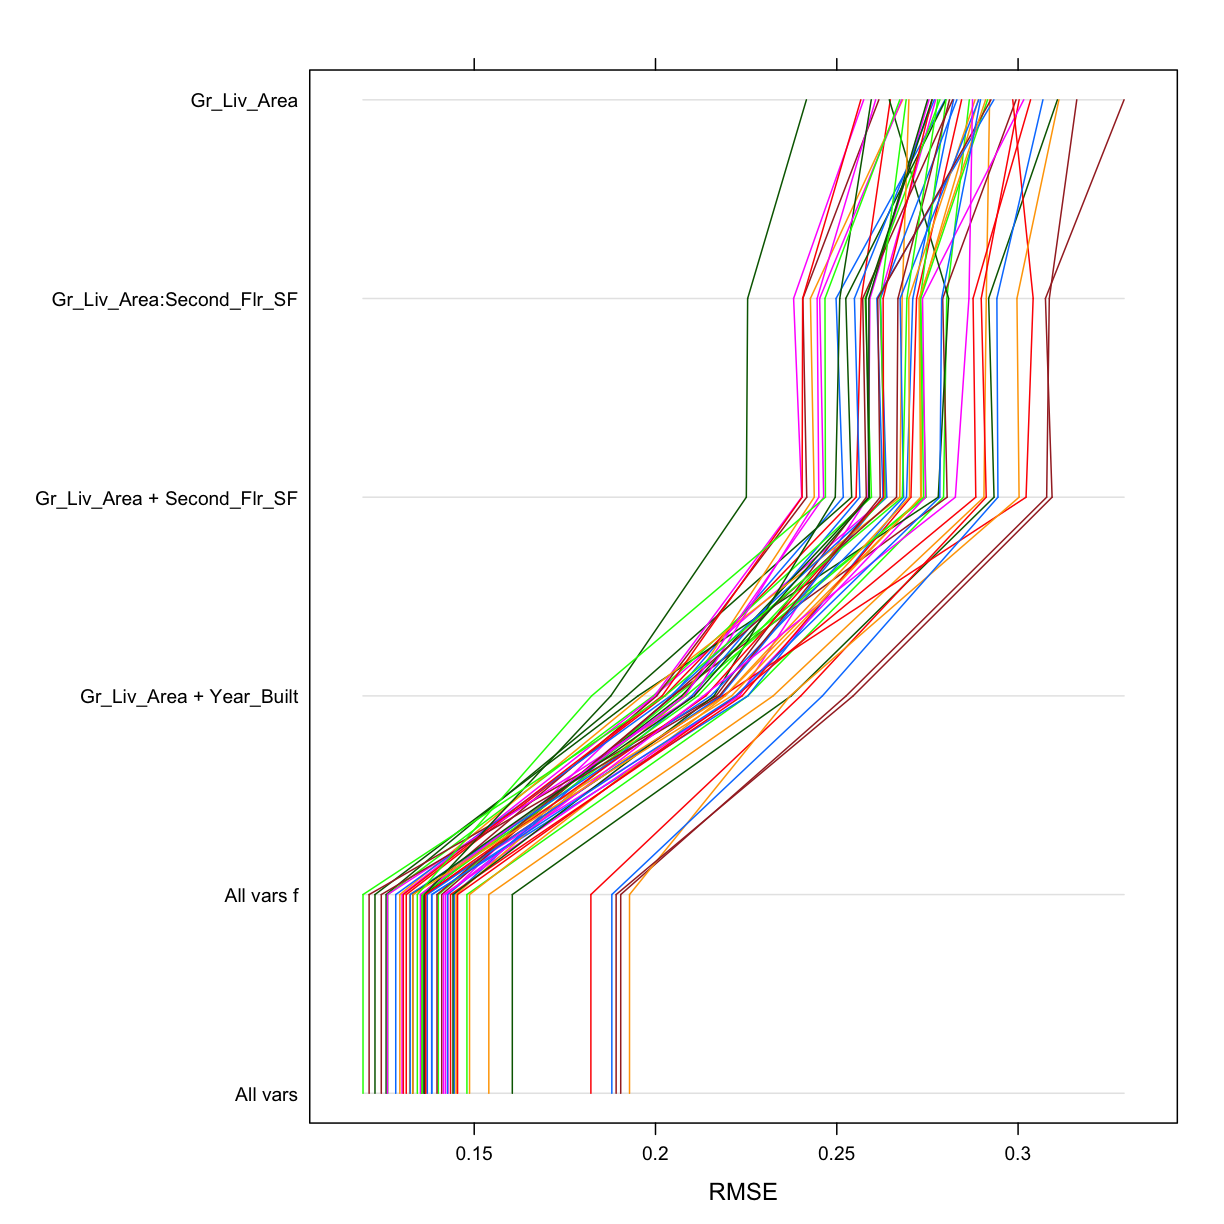 Gr_Liv_Area
Gr_Liv_Area:Second_Flr_SF
Gr_Liv_Area + Second_Flr_SF
Gr_Liv_Area + Year_Built
All vars f
All vars
0.15 0.2 0.25 0.3
RMSE